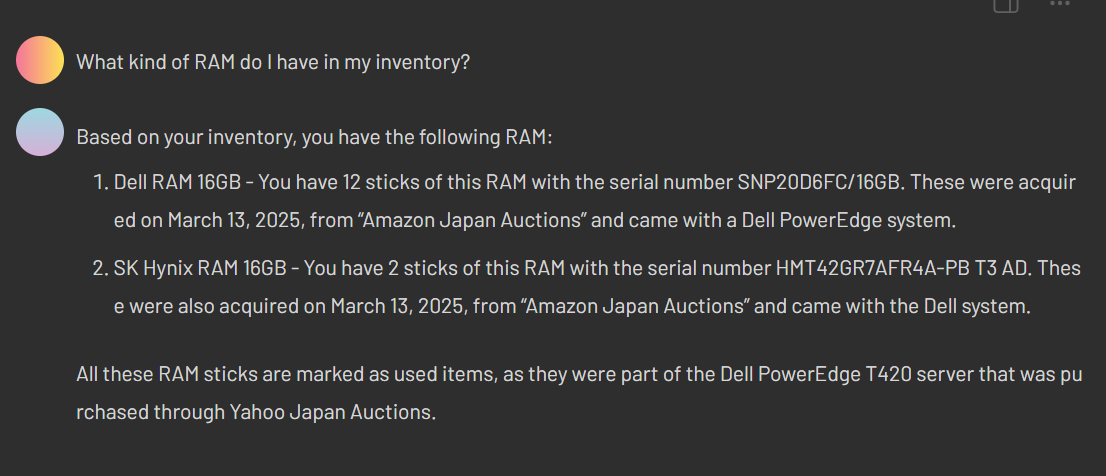 What kind of RAM do I have in my inventory?
Based on your inventory, you have the following RAM:
1. Dell RAM 16GB - You have 12 sticks of this RAM with the serial number SNP20D6FC/16GB. These were acquir
ed on March 13, 2025, from “Amazon Japan Auctions” and came with a Dell PowerEdge system.
2. SK Hynix RAM 16GB - You have 2 sticks of this RAM with the serial number HMT42GR7AFR4A-PB T3 AD. Thes
e were also acquired on March 13, 2025, from “Amazon Japan Auctions” and came with the Dell system.
All these RAM sticks are marked as used items, as they were part of the Dell PowerEdge T420 server that was pu
rchased through Yahoo Japan Auctions.